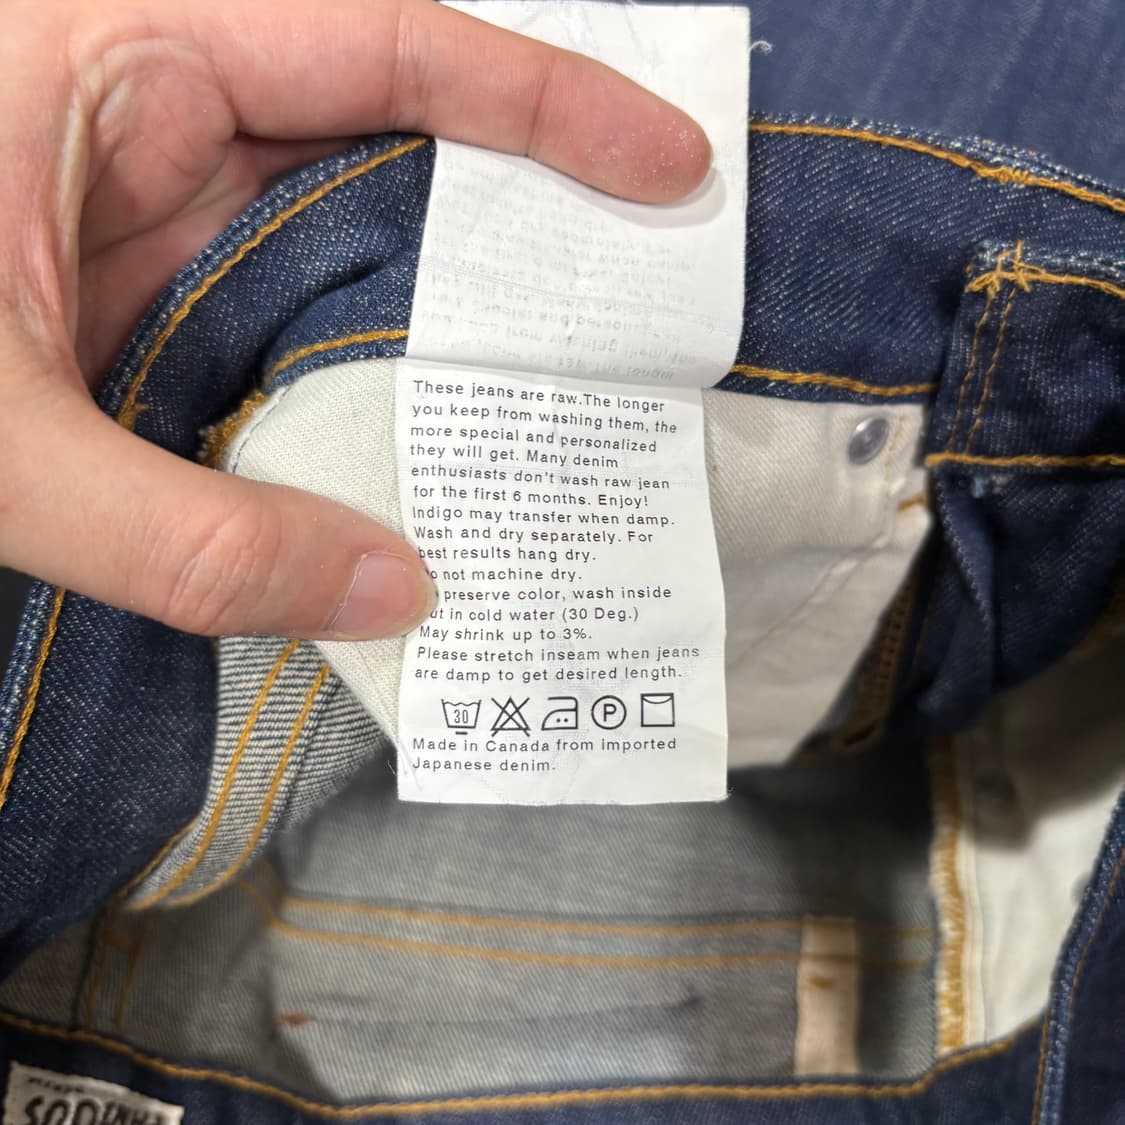 These jeans are raw.The longer
you keep from washing them, the
more special and personalized
they will get. Many denim
enthusiasts don't wash raw jean
for the first 6 months. Enjoy!
Indigo may transfer when damp.
Wash and dry separately. For
best results hang dry.
o not machine dry.
preserve color, wash inside
ut in cold water (30 Deg.)
May shrink up to 3%.
Please stretch inseam when jeans
are damp to get desired length.
30 P
Made in Canada from imported
Japanese denim.